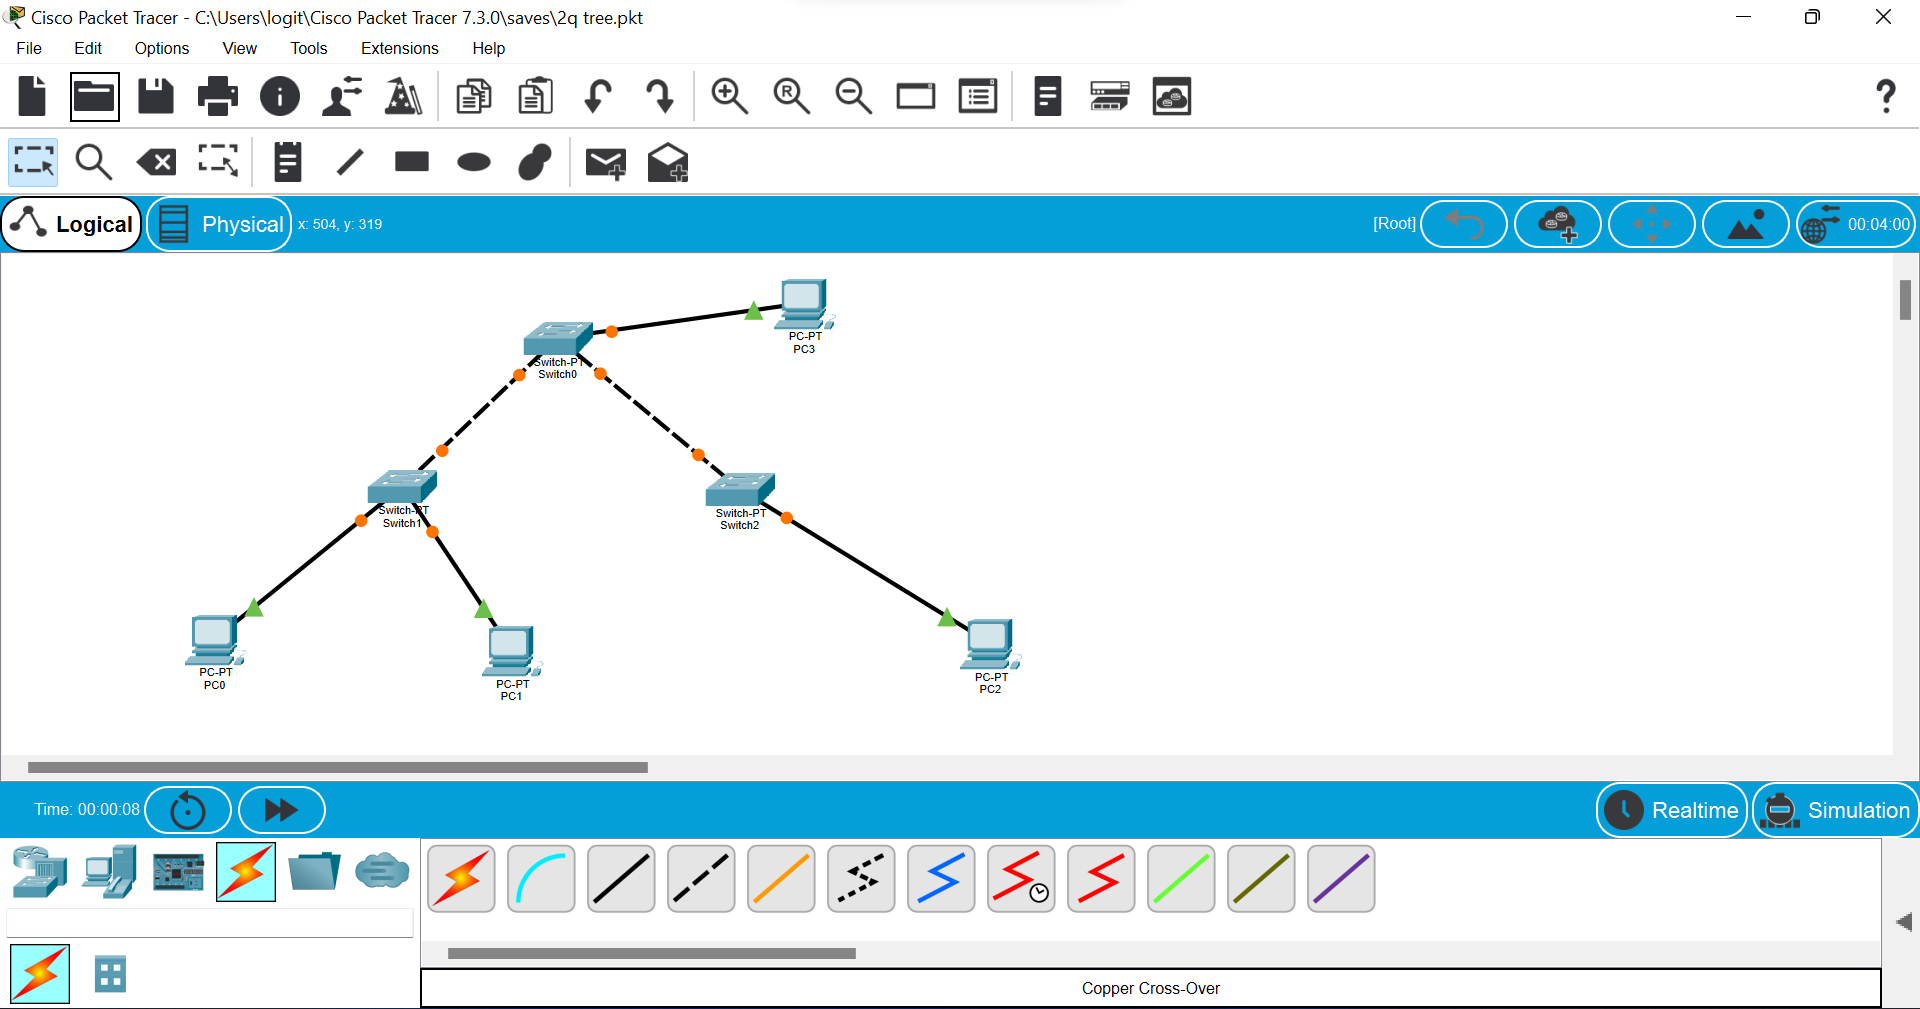 Cisco Packet Tracer - C:\Users\logit\Cisco Packet Tracer 7.3.0\saves\2q tree.pkt
File Edit Options View Tools Extensions Help
R
?
Logical Physical x: 504, y: 319 [Root] 00:04:00
PC-PT
PC3
Switch-PT
Switch0
Switch-PT
Switch1
Switch-PT
Switch2
PC-PT
PC0
PC-PT
PC1
PC-PT
PC2
Time: 00:00:08 Realtime Simulation
Copper Cross-Over